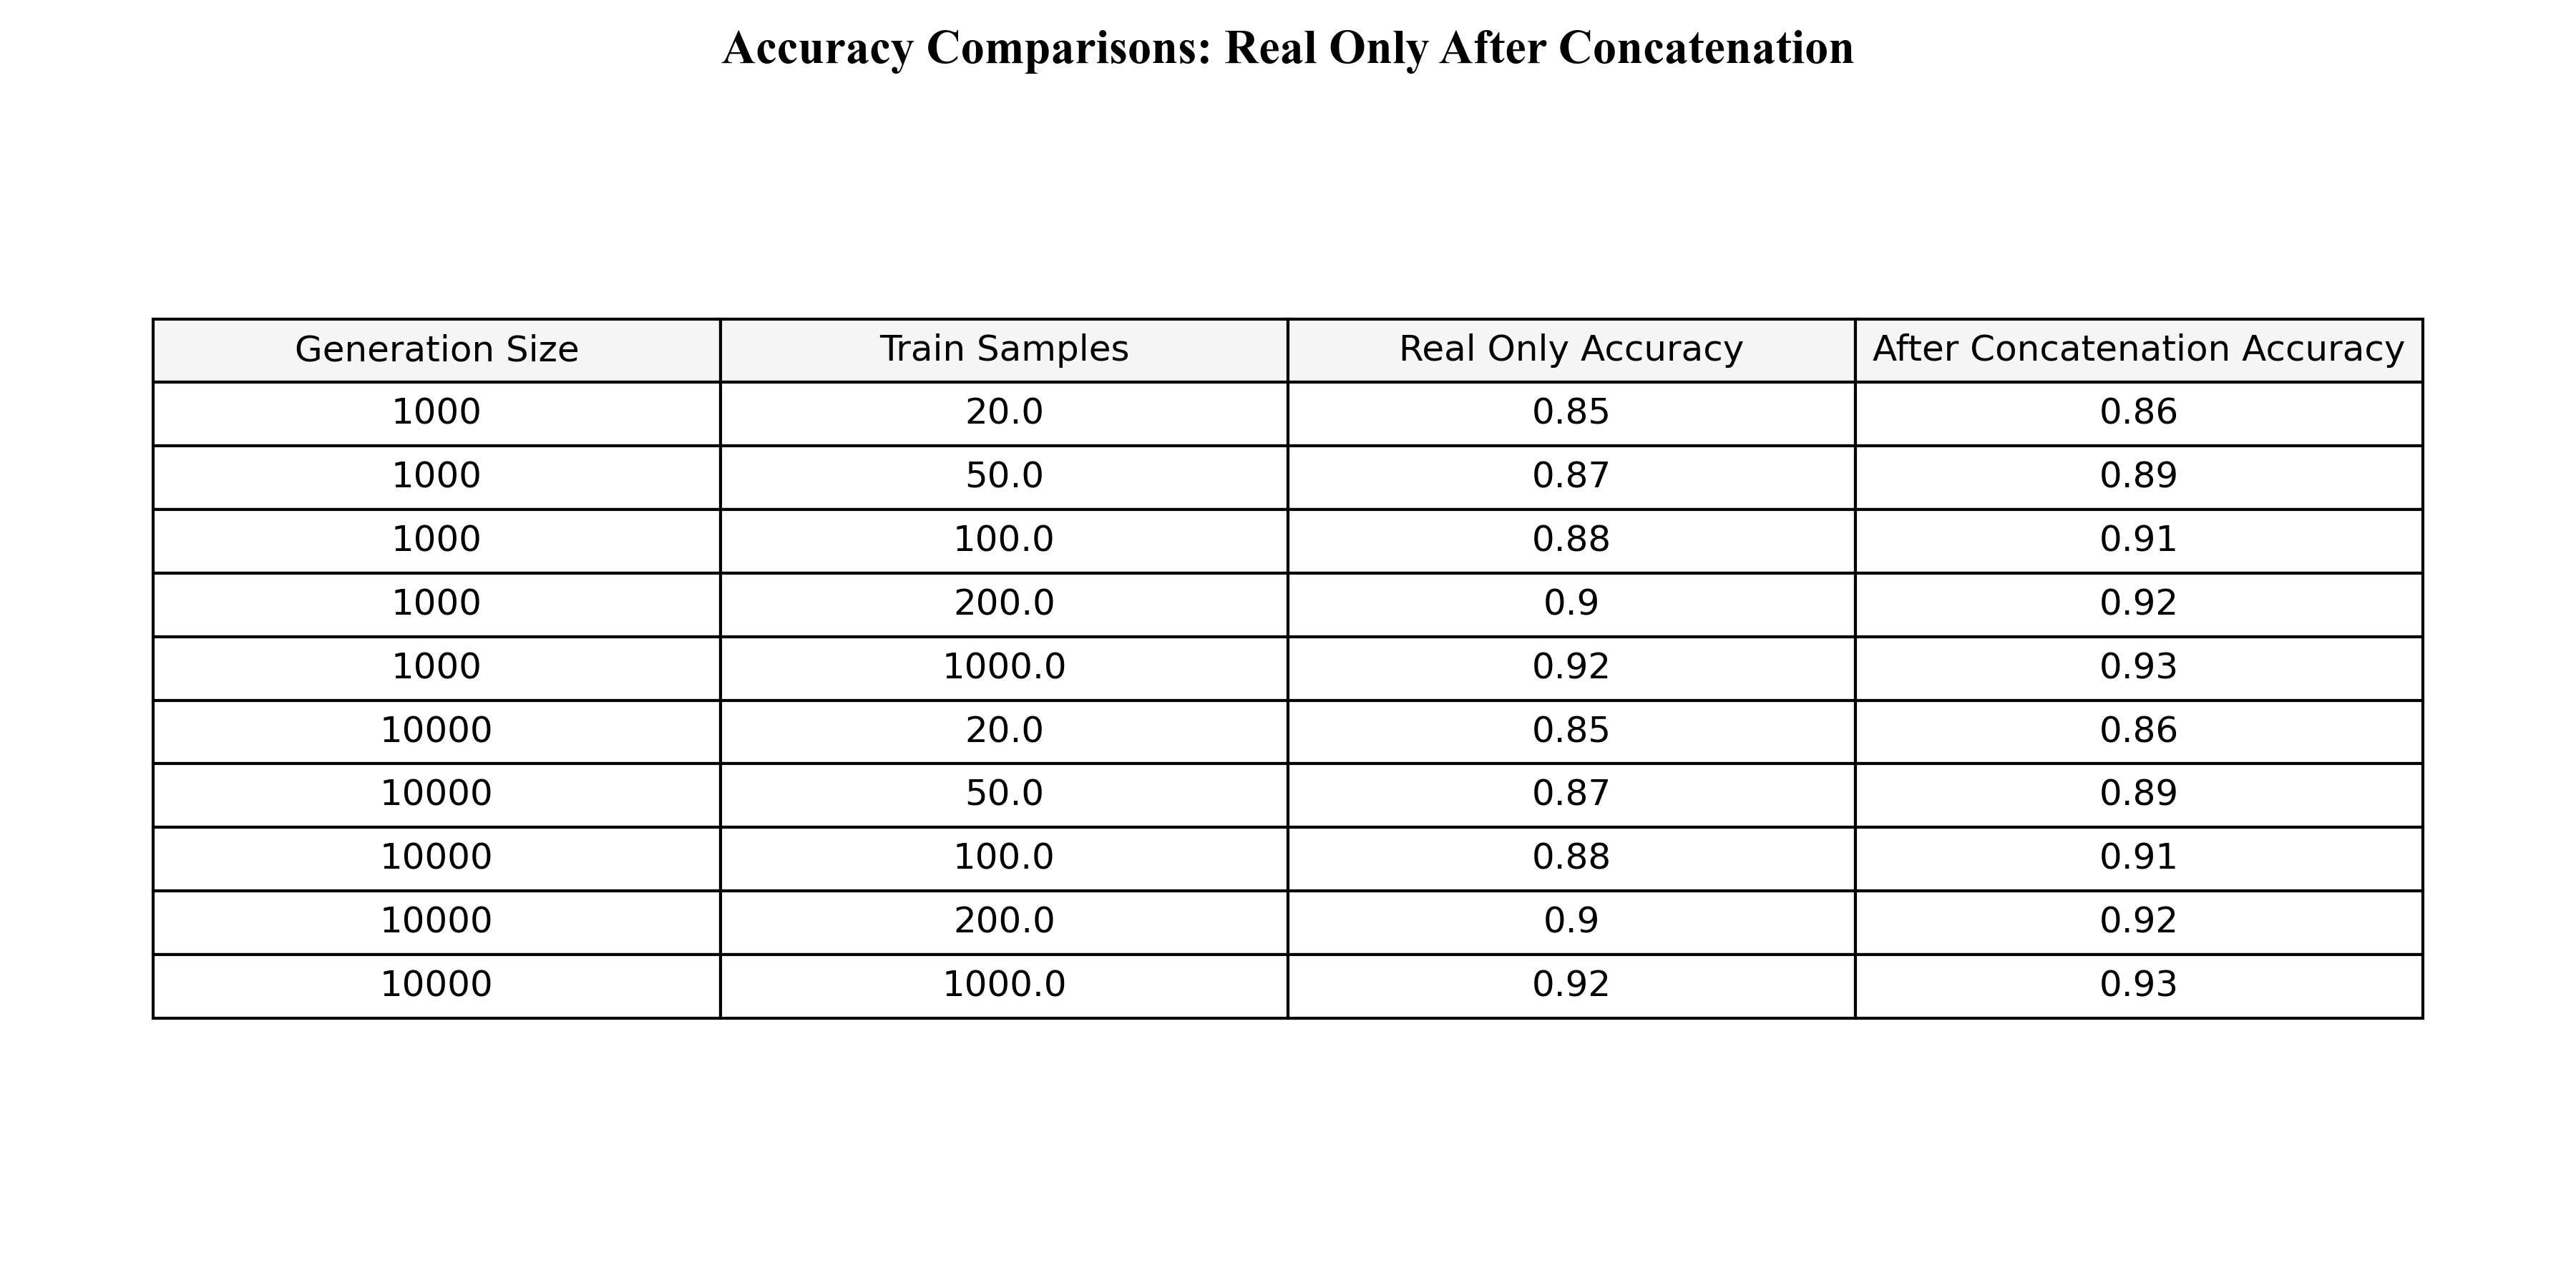 Accuracy Comparisons: Real Only After Concatenation
Generation Size Train Samples Real Only Accuracy After Concatenation Accuracy
1000 20.0 0.85 0.86
1000 50.0 0.87 0.89
1000 100.0 0.88 0.91
1000 200.0 0.9 0.92
1000 1000.0 0.92 0.93
10000 20.0 0.85 0.86
10000 50.0 0.87 0.89
10000 100.0 0.88 0.91
10000 200.0 0.9 0.92
10000 1000.0 0.92 0.93